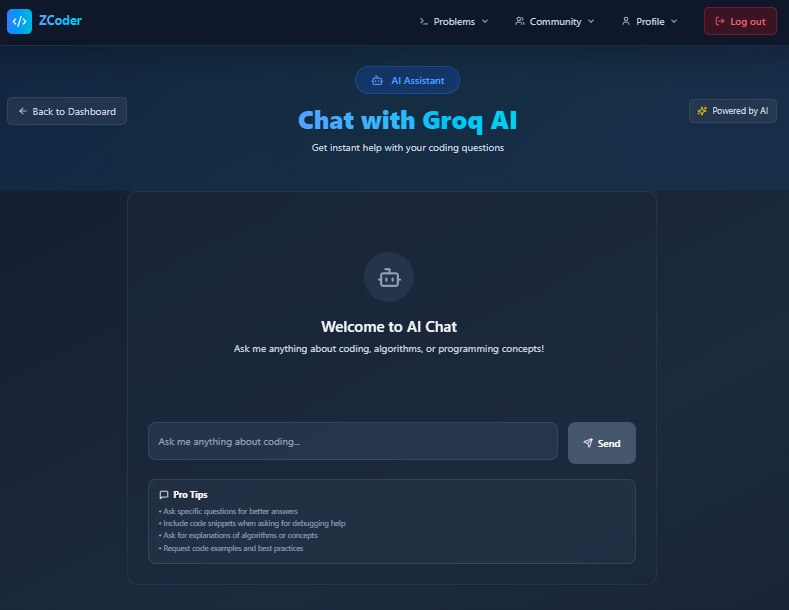 ZCoder
Problems
Community
Profile
Log out
AI Assistant
Back to Dashboard
Chat with Groq AI
Powered by AI
Get instant help with your coding questions
Welcome to AI Chat
Ask me anything about coding, algorithms, or programming concepts!
Ask me anything about coding...
Send
Pro Tips
• Ask specific questions for better answers
• Include code snippets when asking for debugging help
• Ask for explanations of algorithms or concepts
• Request code examples and best practices